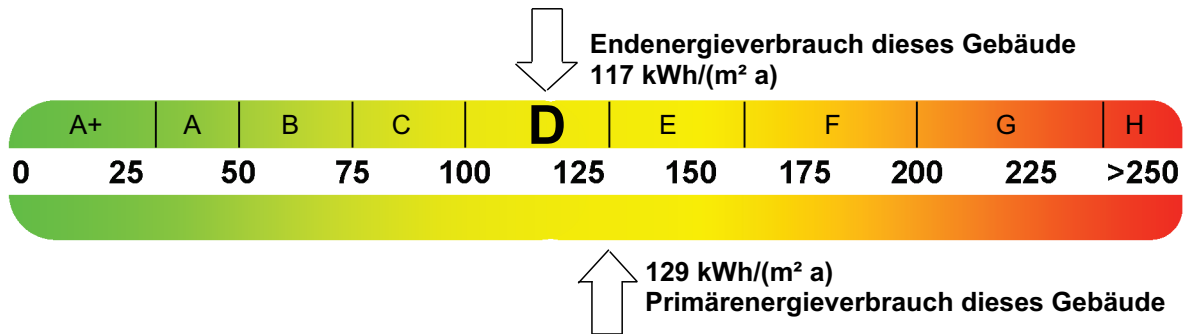 Endenergieverbrauch dieses Gebäude
117 kWh/(m² a)
A+ A B C D E F G H
0 25 50 75 100 125 150 175 200 225 >250
129 kWh/(m² a)
Primärenergieverbrauch dieses Gebäude